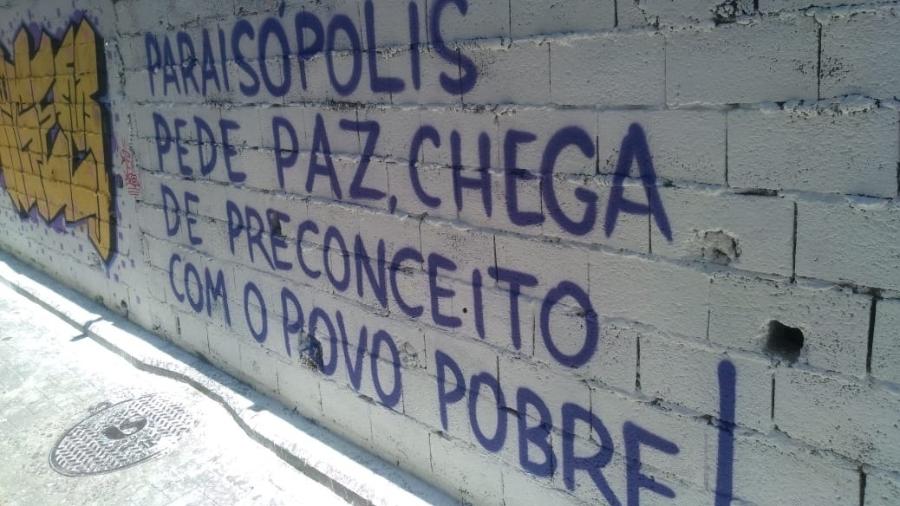 PARAISÓPOLIS
PEDE PAZ, CHEGA
DE PRECONCEITO
COM O POVO POBRE!